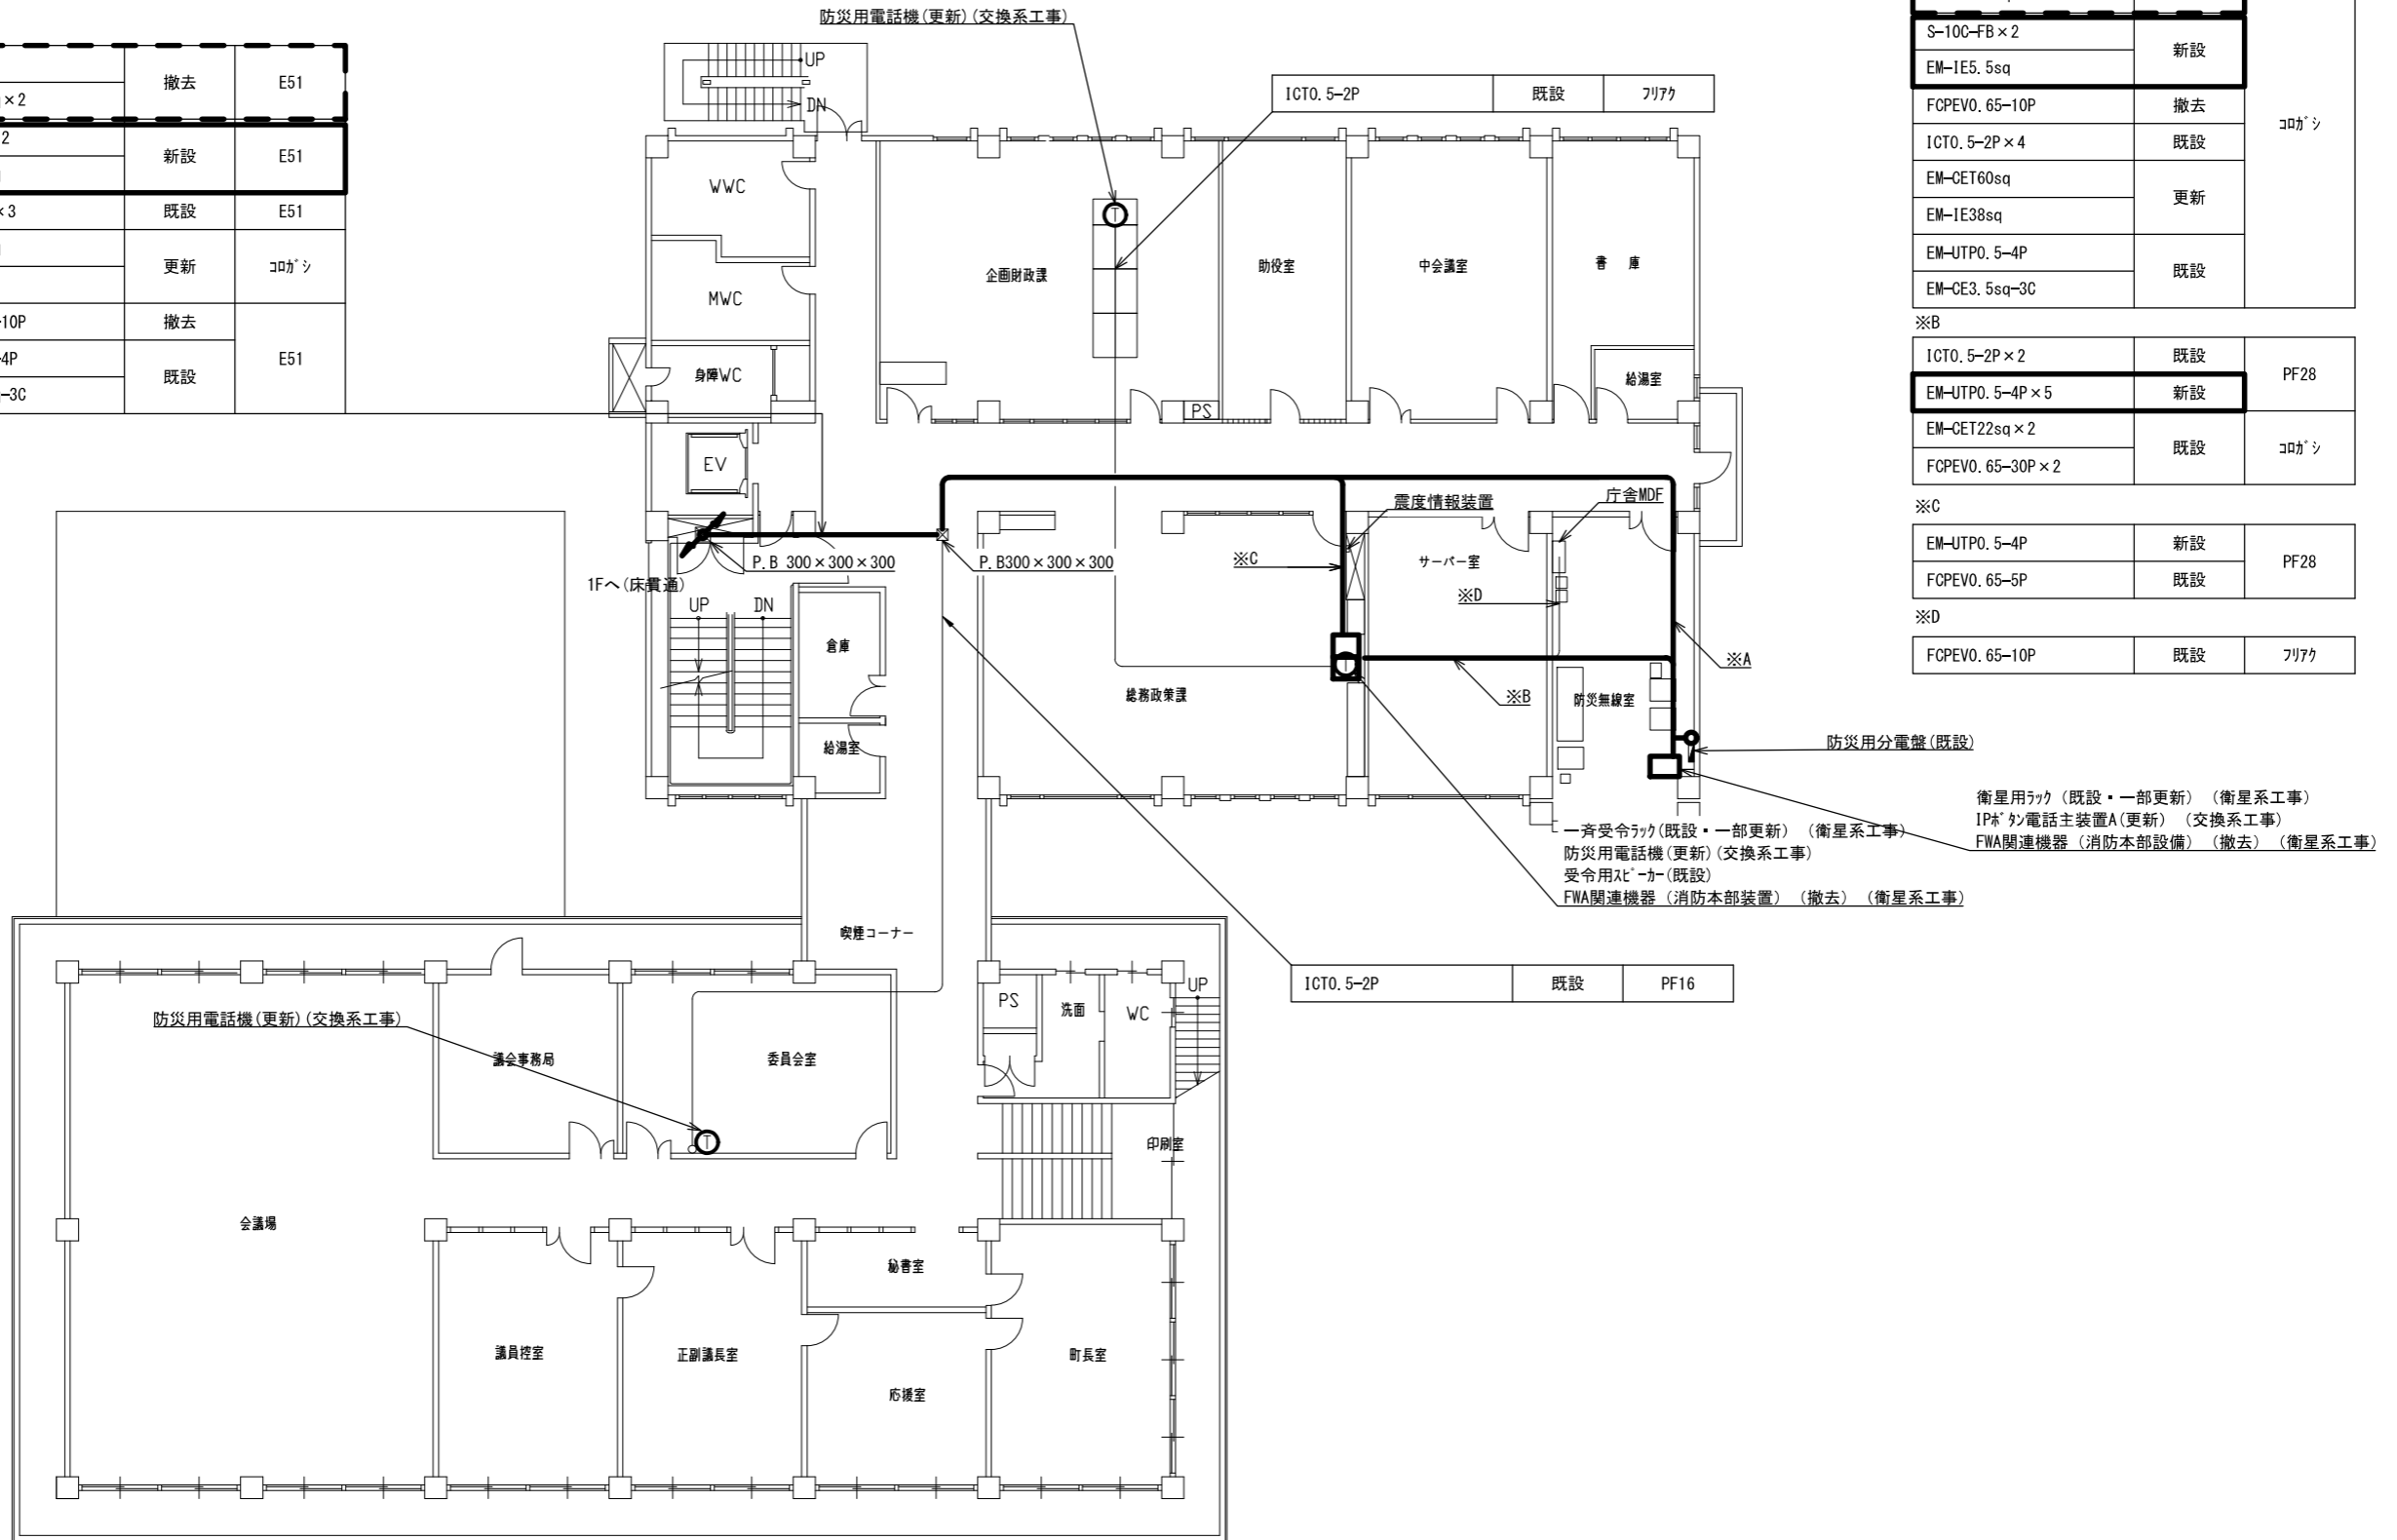 防災用電話機(更新)(交換系工事)
撤去
E51
×2
2
新設
E51
×3
既設
E51
更新
ｺﾛｶﾞｼ
-10P
撤去
-4P
既設
E51
-3C
ICT0.5-2P
既設
ﾌﾘｱｸ
S-10C-FB×2
新設
EM-IE5.5sq
FCPEV0.65-10P
撤去
ｺﾛｶﾞｼ
ICT0.5-2P×4
既設
EM-CET60sq
更新
EM-IE38sq
EM-UTP0.5-4P
既設
EM-CE3.5sq-3C
※B
ICT0.5-2P×2
既設
PF28
EM-UTP0.5-4P×5
新設
EM-CET22sq×2
既設
ｺﾛｶﾞｼ
FCPEV0.65-30P×2
※C
EM-UTP0.5-4P
新設
PF28
FCPEV0.65-5P
既設
※D
FCPEV0.65-10P
既設
ﾌﾘｱｸ
UP
DN
WWC
MWC
身障WC
EV
企画財政課
助役室
中会議室
書 庫
給湯室
PS
T
震度情報装置
庁舎MDF
P.B 300×300×300
P.B300×300×300
1Fへ(床貫通)
※C
サーバー室
※D
UP
DN
倉庫
給湯室
総務政策課
T
※B
※A
防災無線室
防災用分電盤(既設)
衛星用ﾗｯｸ（既設・一部更新）（衛星系工事）
IPﾎﾞﾀﾝ電話主装置A(更新)（交換系工事）
FWA関連機器（消防本部設備）（撤去）（衛星系工事）
一斉受令ﾗｯｸ(既設・一部更新）（衛星系工事）
防災用電話機(更新)(交換系工事)
受令用ｽﾋﾟｰｶｰ(既設)
FWA関連機器（消防本部装置）（撤去）（衛星系工事）
喫煙コーナー
ICT0.5-2P
既設
PF16
防災用電話機(更新)(交換系工事)
議会事務局
委員会室
T
PS
洗面
WC
UP
印刷室
会議場
秘書室
議員控室
正副議長室
応援室
町長室